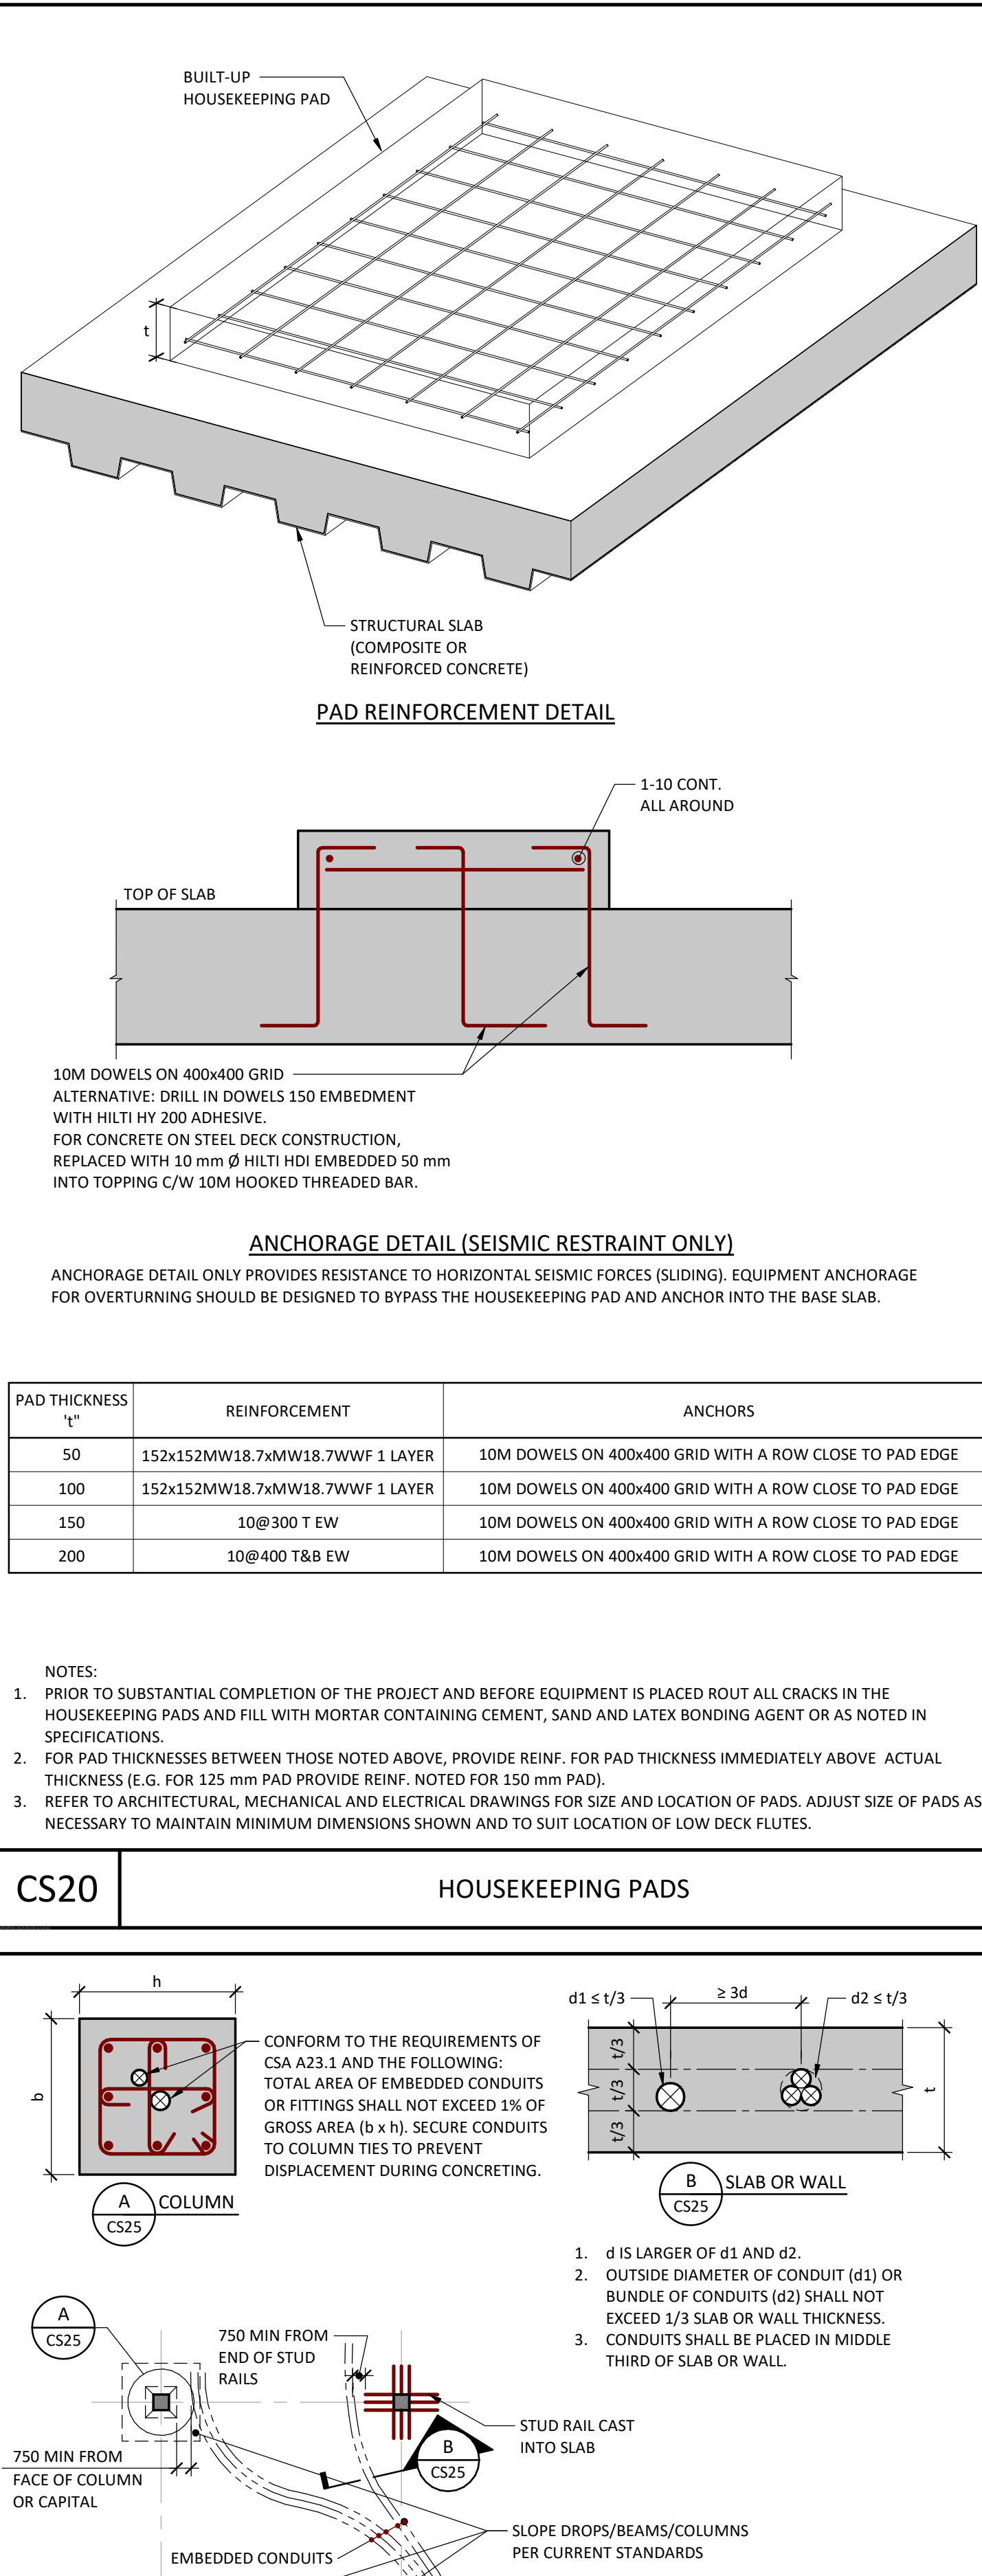 BUILT-UP
HOUSEKEEPING PAD
t
STRUCTURAL SLAB
(COMPOSITE OR
REINFORCED CONCRETE)
PAD REINFORCEMENT DETAIL
1-10 CONT.
ALL AROUND
TOP OF SLAB
10M DOWELS ON 400x400 GRID
ALTERNATIVE: DRILL IN DOWELS 150 EMBEDMENT
WITH HILTI HY 200 ADHESIVE.
FOR CONCRETE ON STEEL DECK CONSTRUCTION,
REPLACED WITH 10 mm Ø HILTI HDI EMBEDDED 50 mm
INTO TOPPING C/W 10M HOOKED THREADED BAR.
ANCHORAGE DETAIL (SEISMIC RESTRAINT ONLY)
ANCHORAGE DETAIL ONLY PROVIDES RESISTANCE TO HORIZONTAL SEISMIC FORCES (SLIDING). EQUIPMENT ANCHORAGE
FOR OVERTURNING SHOULD BE DESIGNED TO BYPASS THE HOUSEKEEPING PAD AND ANCHOR INTO THE BASE SLAB.
PAD THICKNESS
't" REINFORCEMENT ANCHORS
50 152x152MW18.7xMW18.7WWF 1 LAYER 10M DOWELS ON 400x400 GRID WITH A ROW CLOSE TO PAD EDGE
100 152x152MW18.7xMW18.7WWF 1 LAYER 10M DOWELS ON 400x400 GRID WITH A ROW CLOSE TO PAD EDGE
150 10@300 T EW 10M DOWELS ON 400x400 GRID WITH A ROW CLOSE TO PAD EDGE
200 10@400 T&B EW 10M DOWELS ON 400x400 GRID WITH A ROW CLOSE TO PAD EDGE
NOTES:
1. PRIOR TO SUBSTANTIAL COMPLETION OF THE PROJECT AND BEFORE EQUIPMENT IS PLACED ROUT ALL CRACKS IN THE
HOUSEKEEPING PADS AND FILL WITH MORTAR CONTAINING CEMENT, SAND AND LATEX BONDING AGENT OR AS NOTED IN
SPECIFICATIONS.
2. FOR PAD THICKNESSES BETWEEN THOSE NOTED ABOVE, PROVIDE REINF. FOR PAD THICKNESS IMMEDIATELY ABOVE ACTUAL
THICKNESS (E.G. FOR 125 mm PAD PROVIDE REINF. NOTED FOR 150 mm PAD).
3. REFER TO ARCHITECTURAL, MECHANICAL AND ELECTRICAL DRAWINGS FOR SIZE AND LOCATION OF PADS. ADJUST SIZE OF PADS AS
NECESSARY TO MAINTAIN MINIMUM DIMENSIONS SHOWN AND TO SUIT LOCATION OF LOW DECK FLUTES.
CS20 HOUSEKEEPING PADS
h
b
CONFORM TO THE REQUIREMENTS OF
CSA A23.1 AND THE FOLLOWING:
TOTAL AREA OF EMBEDDED CONDUITS
OR FITTINGS SHALL NOT EXCEED 1% OF
GROSS AREA (b x h). SECURE CONDUITS
TO COLUMN TIES TO PREVENT
DISPLACEMENT DURING CONCRETING.
A COLUMN
CS25
d1 ≤ t/3 ≥ 3d d2 ≤ t/3
t/3
t/3
t/3
t
B SLAB OR WALL
CS25
1. d IS LARGER OF d1 AND d2.
2. OUTSIDE DIAMETER OF CONDUIT (d1) OR
BUNDLE OF CONDUITS (d2) SHALL NOT
EXCEED 1/3 SLAB OR WALL THICKNESS.
3. CONDUITS SHALL BE PLACED IN MIDDLE
THIRD OF SLAB OR WALL.
A
CS25
750 MIN FROM
END OF STUD
RAILS
STUD RAIL CAST
INTO SLAB
B
CS25
750 MIN FROM
FACE OF COLUMN
OR CAPITAL
SLOPE DROPS/BEAMS/COLUMNS
PER CURRENT STANDARDS
EMBEDDED CONDUITS